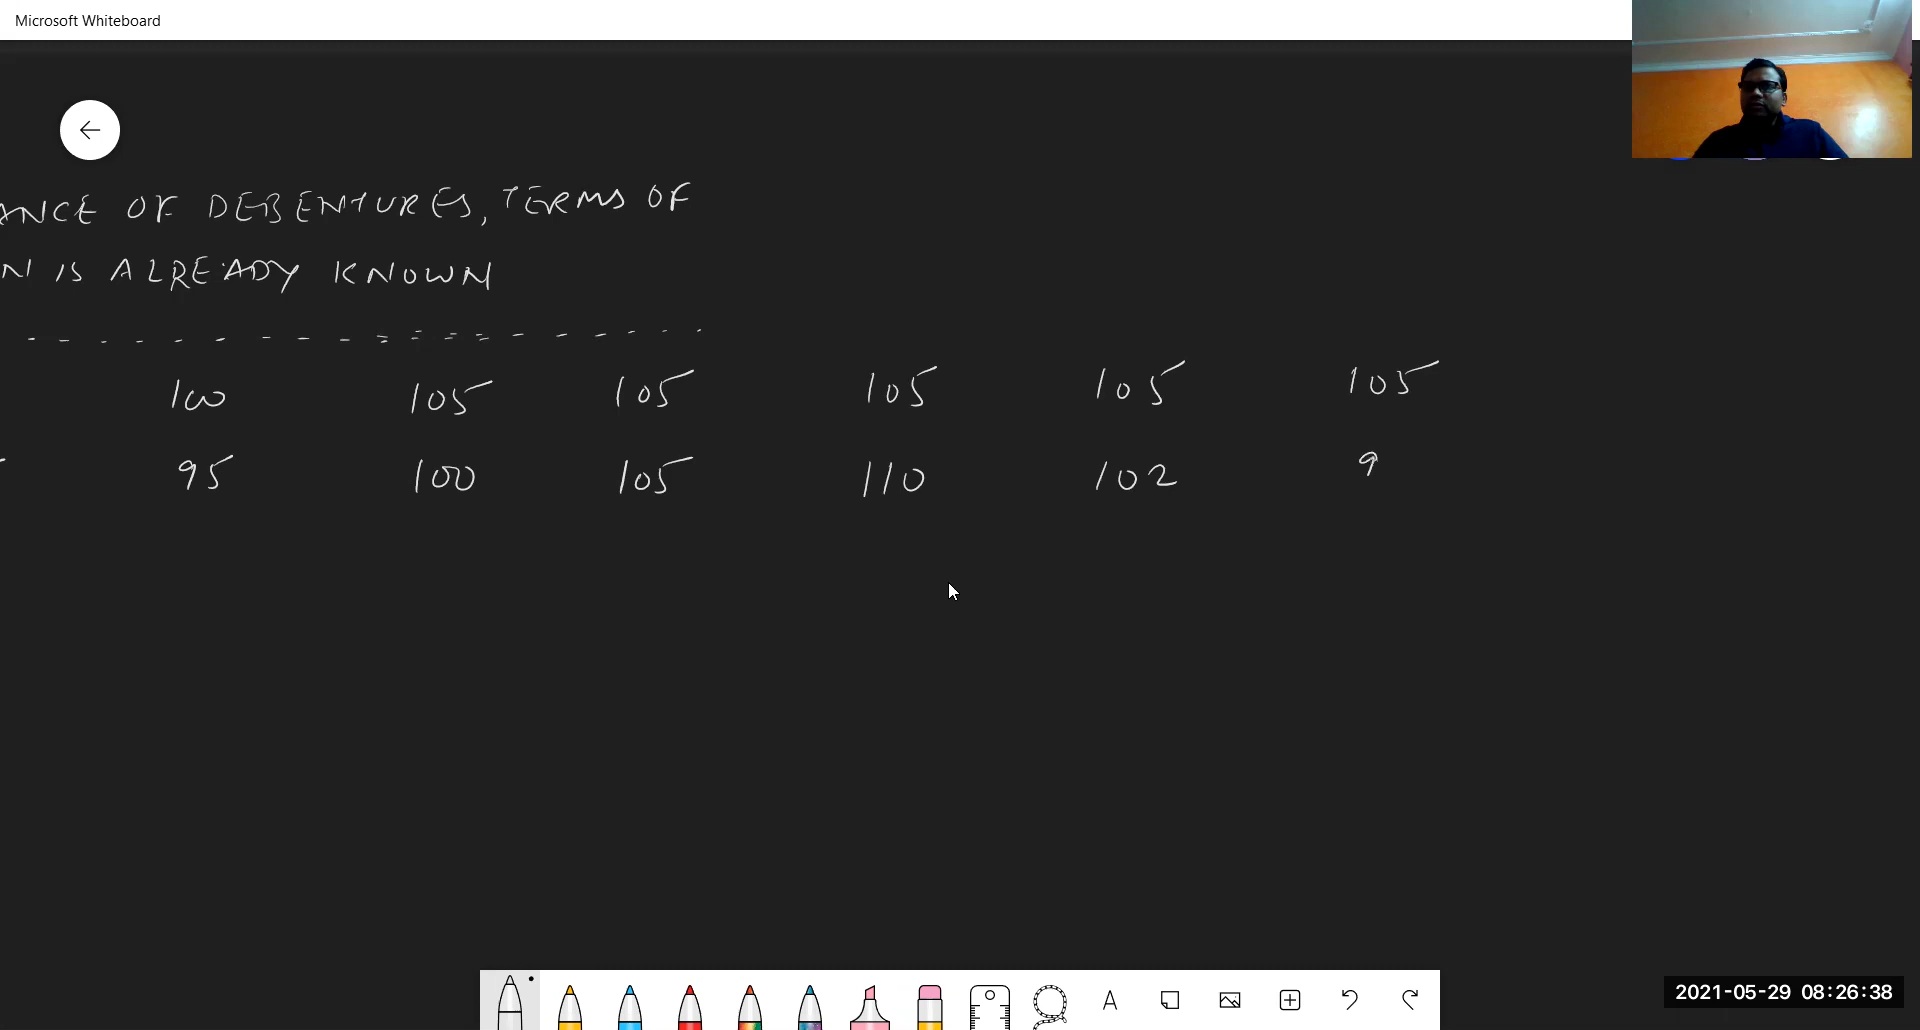 Microsoft Whiteboard
ANCE OF DEBENTURES, TERMS OF
N IS ALREADY KNOWN
100 105 105 105 105 105
95 100 105 110 102 9
2021-05-29 08:26:38